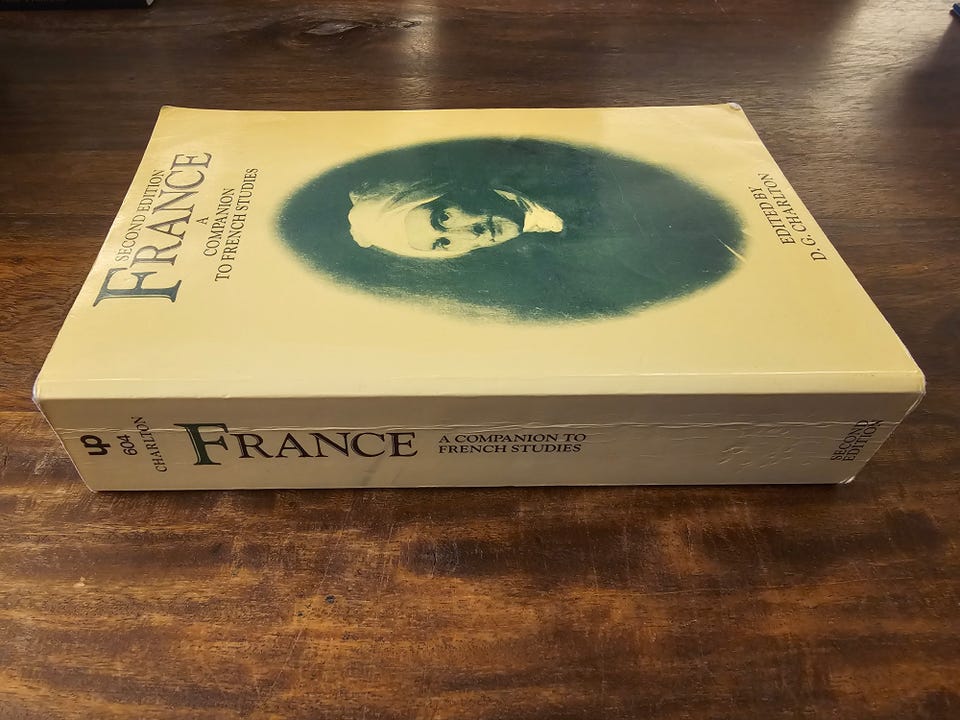 SECOND EDITION
FRANCE
A
COMPANION
TO FRENCH STUDIES
EDITED BY
D. G. CHARLTON
up
604
CHARLTON
FRANCE
A COMPANION TO
FRENCH STUDIES
SECOND
EDITION